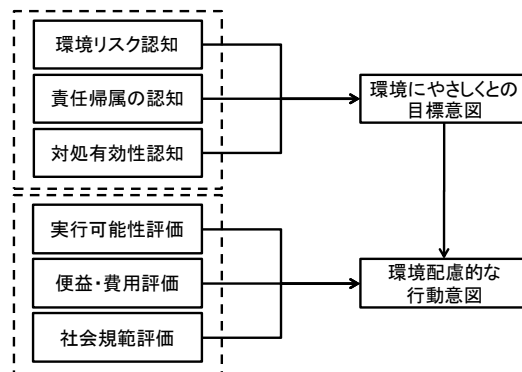 環境リスク認知
責任帰属の認知
対処有効性認知
環境にやさしくとの
目標意図
実行可能性評価
便益・費用評価
社会規範評価
環境配慮的な
行動意図